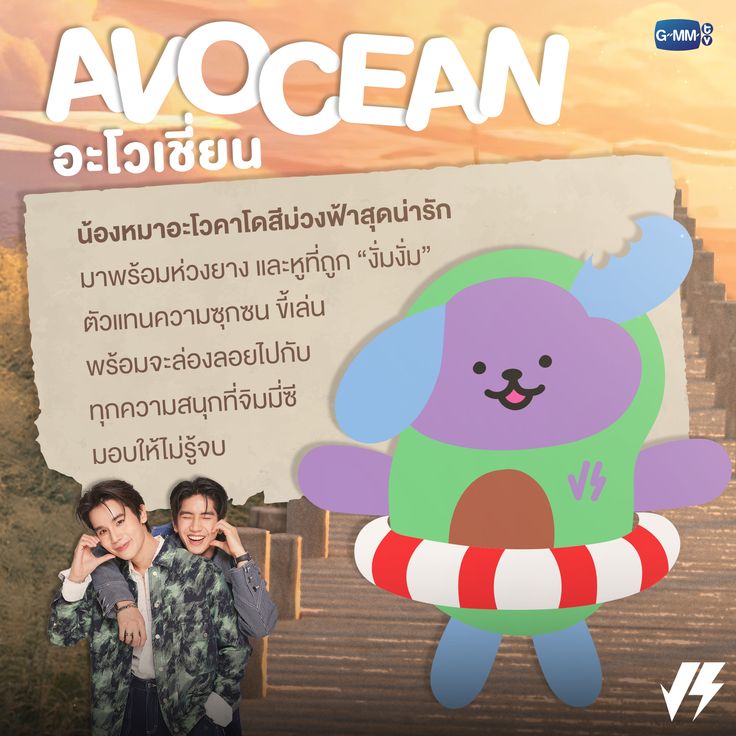 AVOCEAN
G-MM-tv
อะโวเชี่ยน
น้องหมาอะโวคาโดสีม่วงฟ้าสุดน่ารัก
มาพร้อมห่วงยาง และหูที่ถูก “งั่มงั่ม”
ตัวแทนความซุกซน ขี้เล่น
พร้อมจะล่องลอยไปกับ
ทุกความสนุกที่จิมมี่ซี
มอบให้ไม่รู้จบ
JS
JS